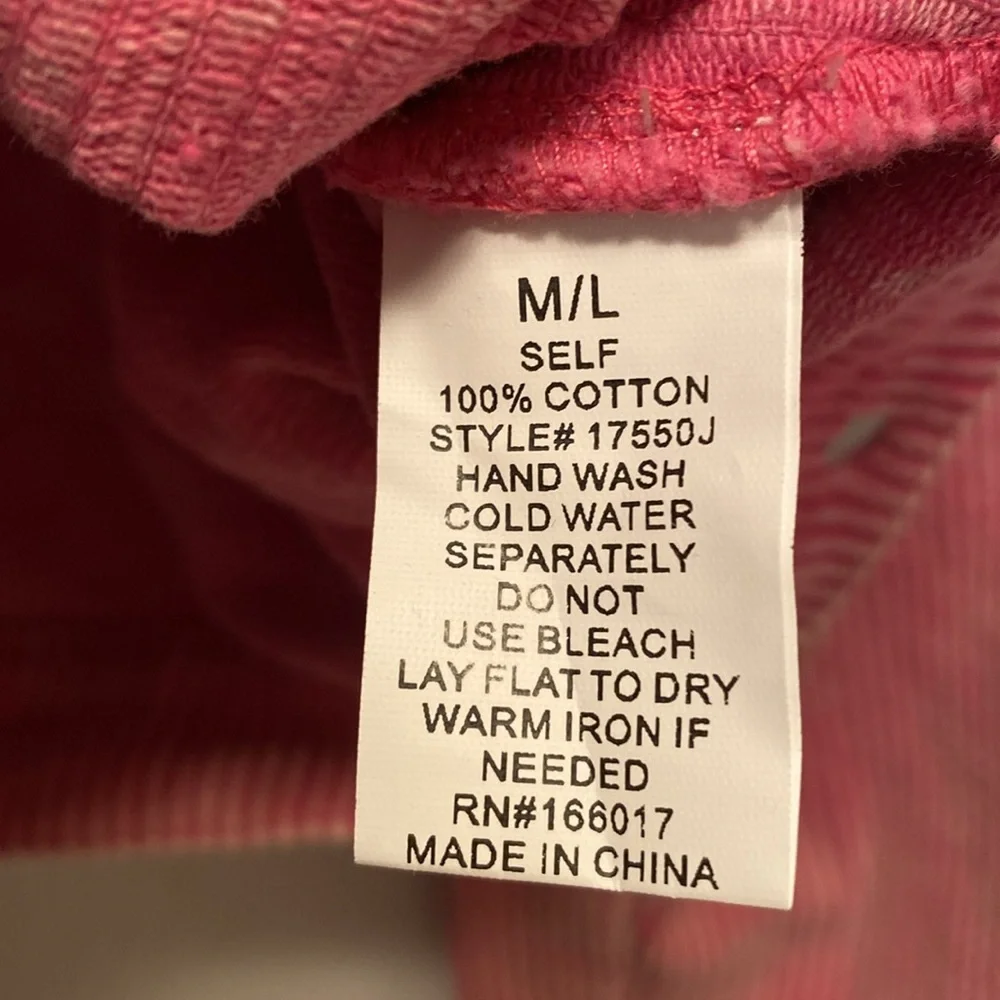 M/L
SELF
100% COTTON
STYLE# 17550J
HAND WASH
COLD WATER
SEPARATELY
DO NOT
USE BLEACH
LAY FLAT TO DRY
WARM IRON IF
NEEDED
RN#166017
MADE IN CHINA